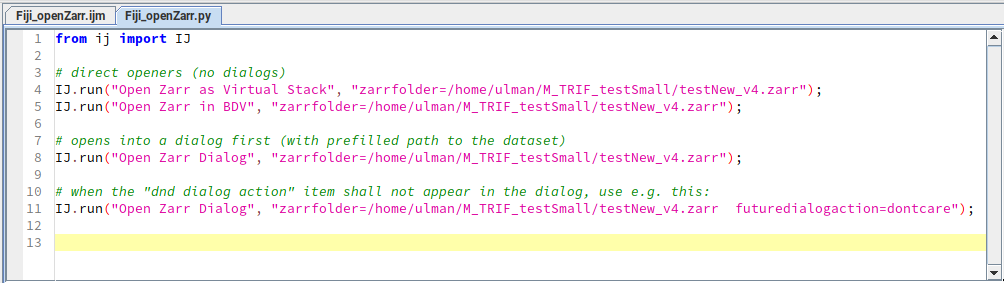 Fiji_openZarr.ijm Fiji_openZarr.py
1 from ij import IJ
2
3 # direct openers (no dialogs)
4 IJ.run("Open Zarr as Virtual Stack", "zarrfolder=/home/ulman/M_TRIF_testSmall/testNew_v4.zarr");
5 IJ.run("Open Zarr in BDV", "zarrfolder=/home/ulman/M_TRIF_testSmall/testNew_v4.zarr");
6
7 # opens into a dialog first (with prefilled path to the dataset)
8 IJ.run("Open Zarr Dialog", "zarrfolder=/home/ulman/M_TRIF_testSmall/testNew_v4.zarr");
9
10 # when the "dnd dialog action" item shall not appear in the dialog, use e.g. this:
11 IJ.run("Open Zarr Dialog", "zarrfolder=/home/ulman/M_TRIF_testSmall/testNew_v4.zarr  futuredialogaction=dontcare");
12
13